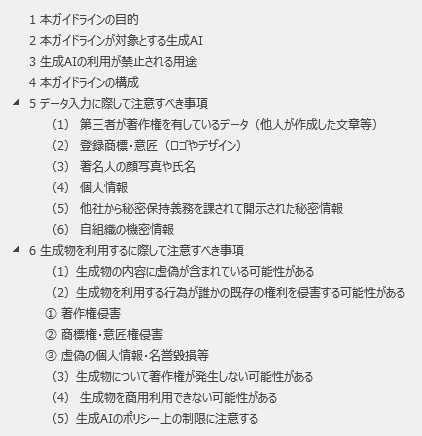 1 本ガイドラインの目的
2 本ガイドラインが対象とする生成AI
3 生成AIの利用が禁止される用途
4 本ガイドラインの構成
5 データ入力に際して注意すべき事項
（1） 第三者が著作権を有しているデータ（他人が作成した文章等）
（2） 登録商標・意匠（ロゴやデザイン）
（3） 著名人の顔写真や氏名
（4） 個人情報
（5） 他社から秘密保持義務を課されて開示された秘密情報
（6） 自組織の機密情報
6 生成物を利用するに際して注意すべき事項
（1）生成物の内容に虚偽が含まれている可能性がある
（2）生成物を利用する行為が誰かの既存の権利を侵害する可能性がある
① 著作権侵害
② 商標権・意匠権侵害
③ 虚偽の個人情報・名誉毀損等
（3）生成物について著作権が発生しない可能性がある
（4） 生成物を商用利用できない可能性がある
（5）生成AIのポリシー上の制限に注意する